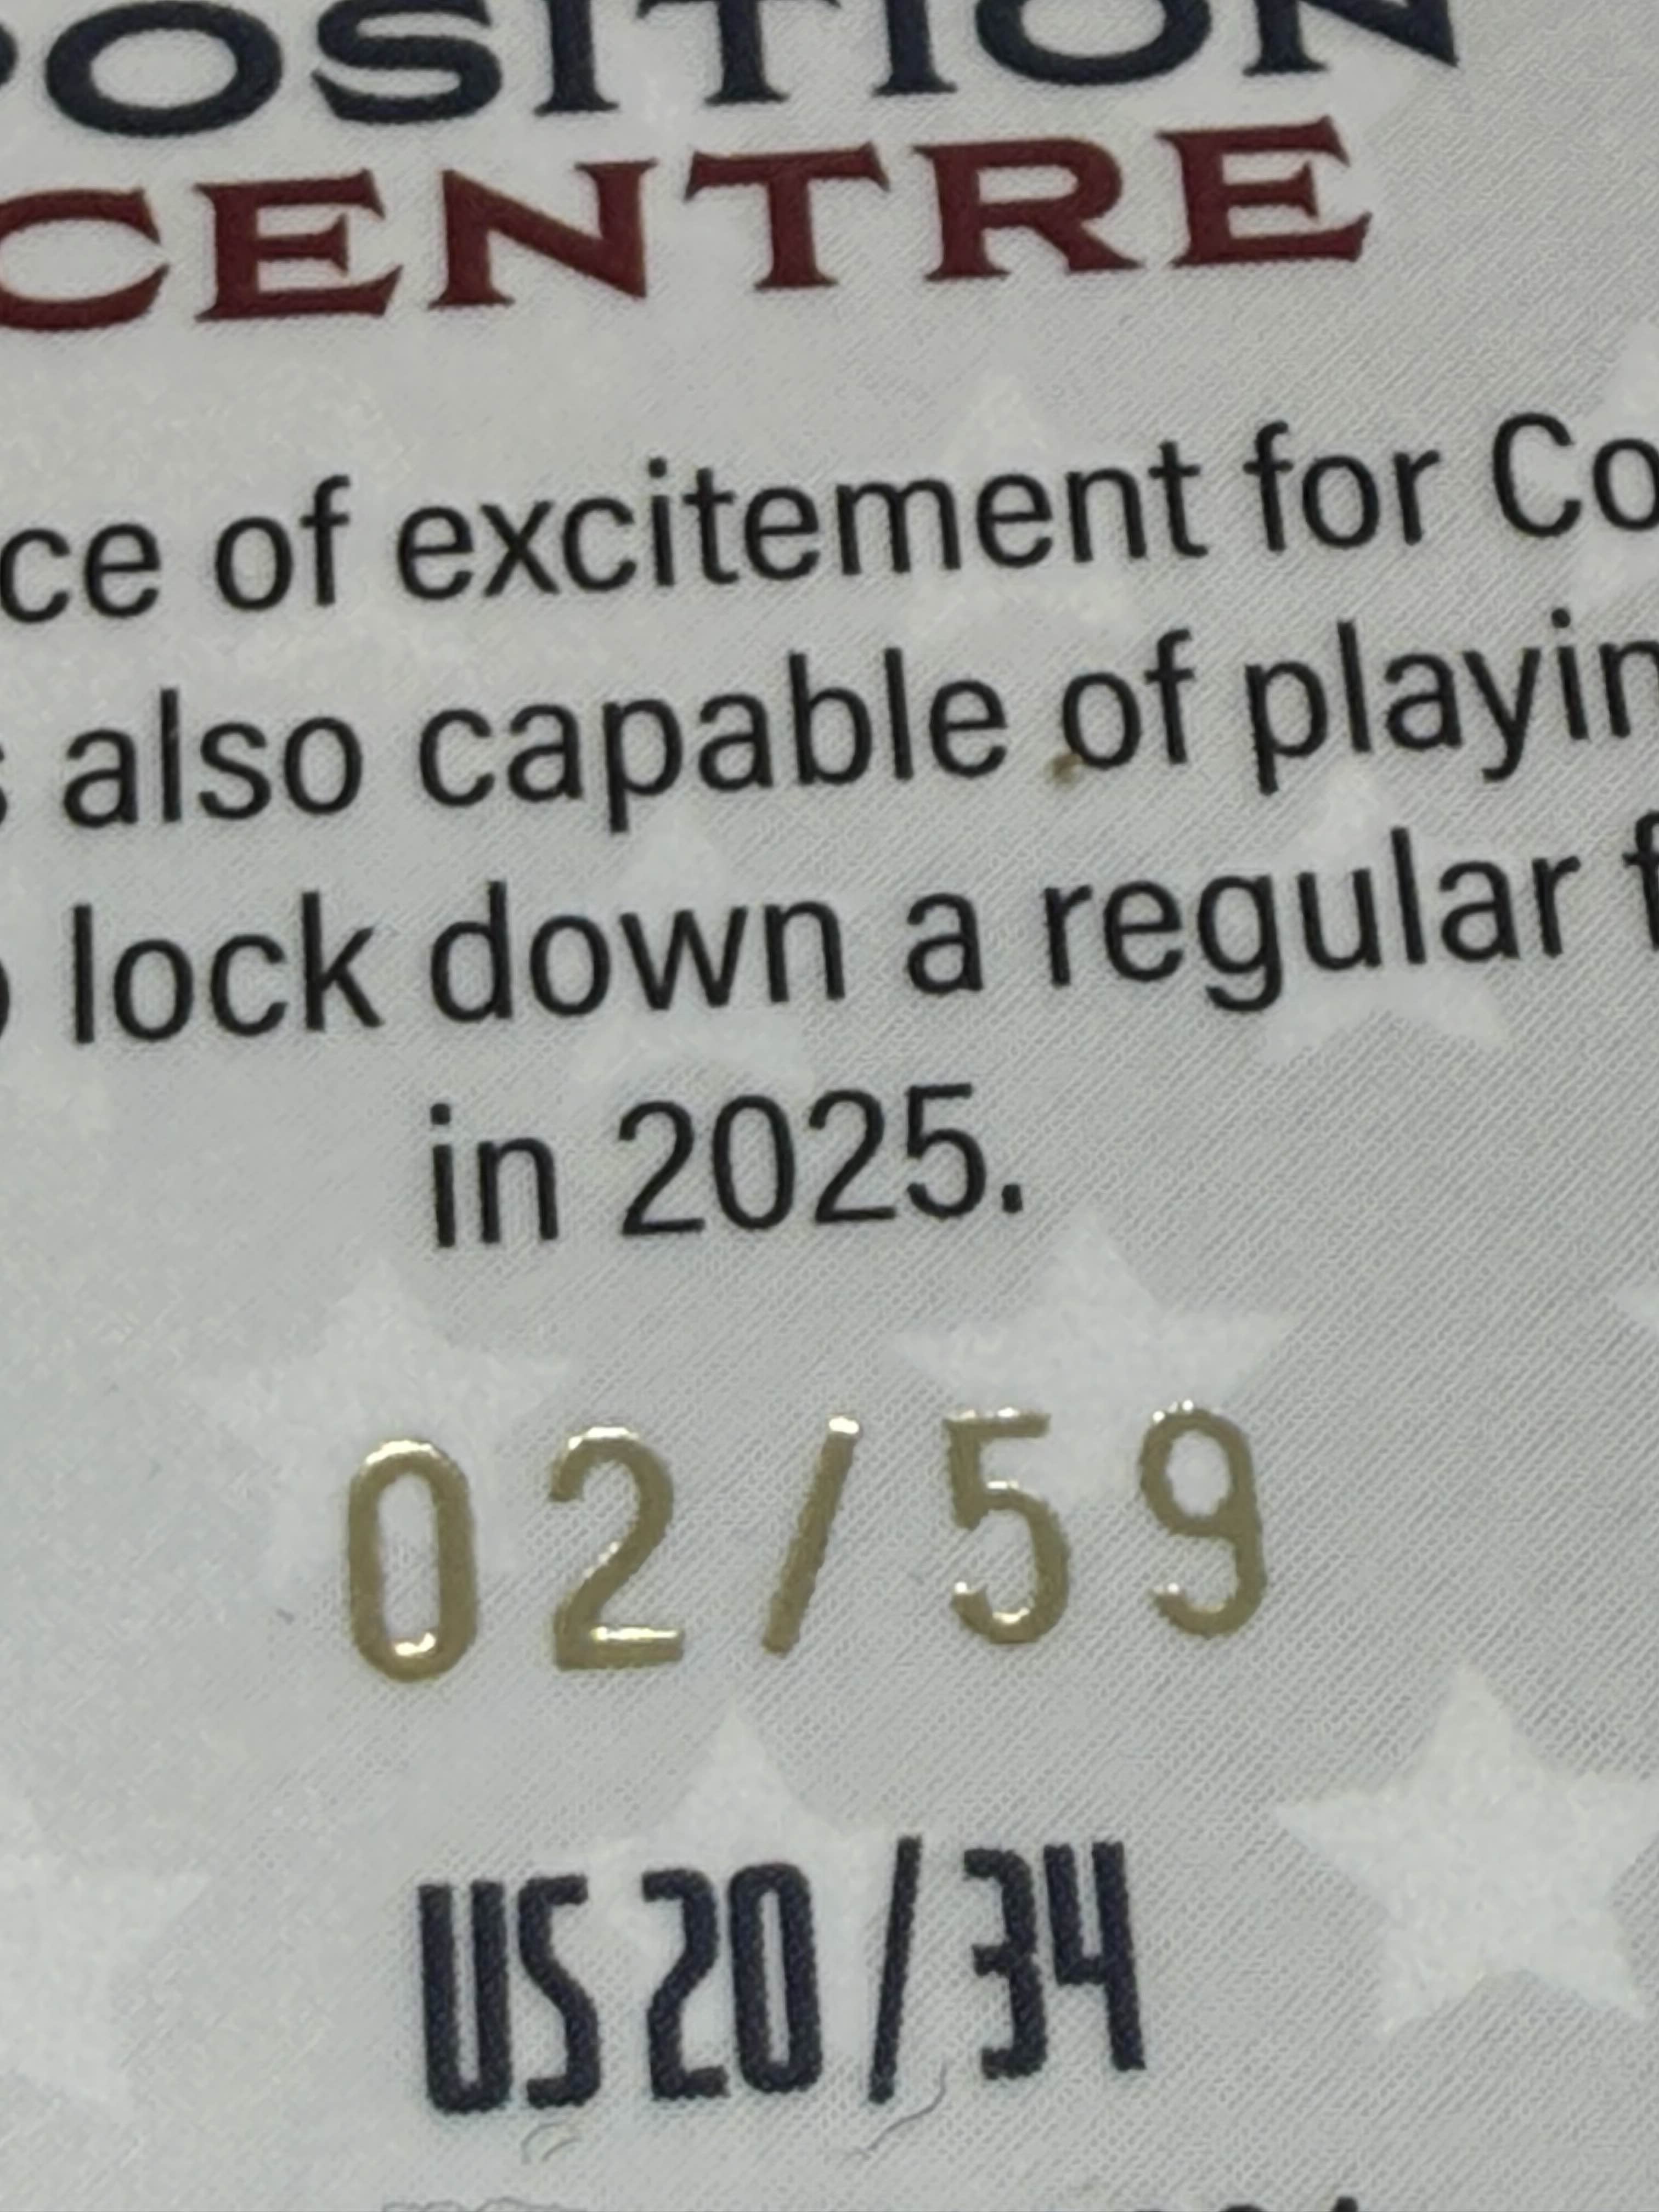 POSITION
CENTRE
ce of excitement for Co
also capable of playin
lock down a regular f
in 2025.
02/59
US20/34